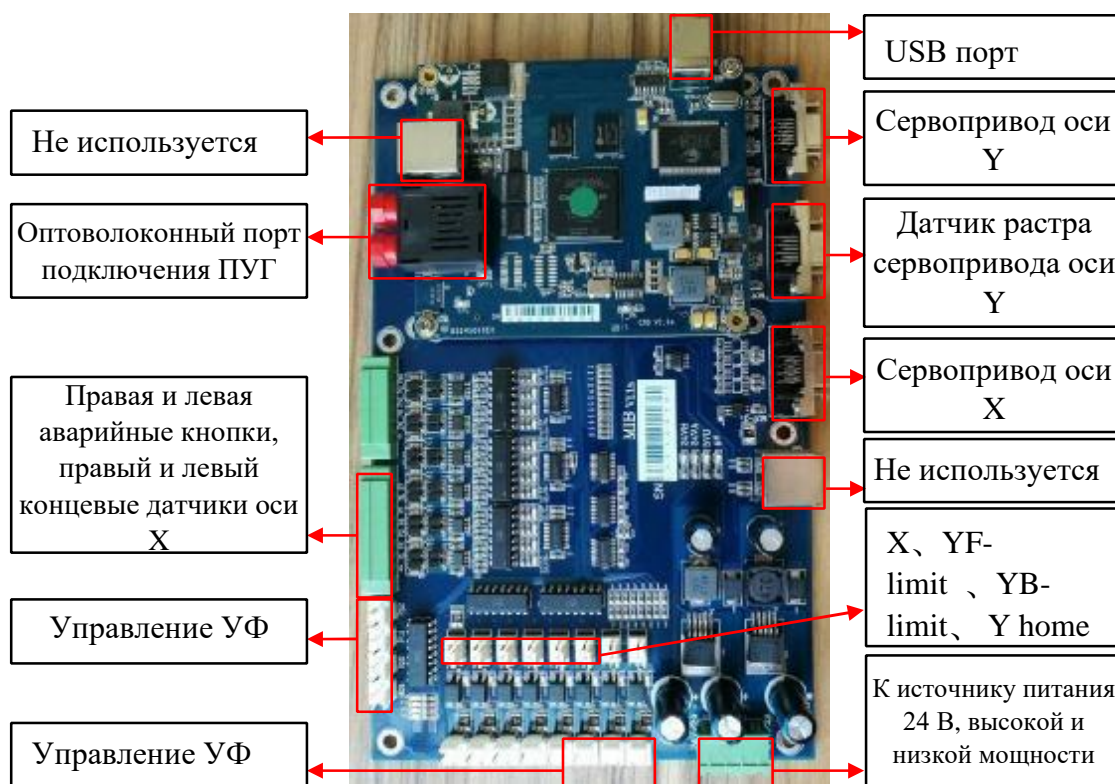 USB порт
Не используется
Сервопривод оси
Y
Оптоволоконный порт
подключения ПУГ
Датчик растра
сервопривода оси
Y
Правая и левая
аварийные кнопки,
правый и левый
концевые датчики оси
X
Сервопривод оси
X
Не используется
X、YF-
limit 、YB-
limit、 Y home
Управление УФ
К источнику питания
24 В, высокой и
низкой мощности
Управление УФ
MIB